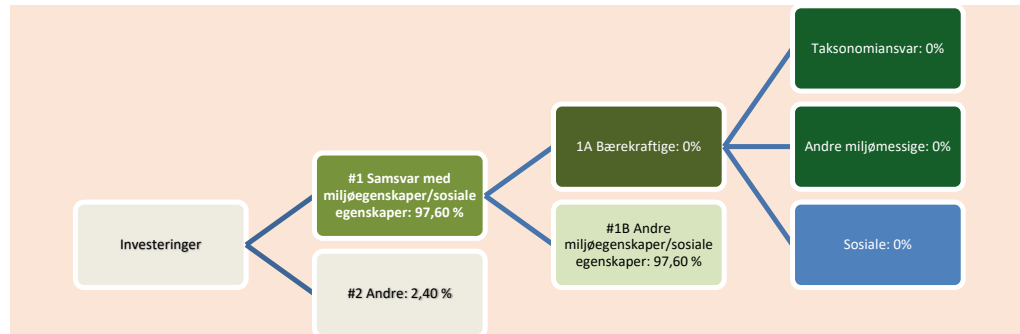 Investeringer
#1 Samsvar med
miljøegenskaper/sosiale
egenskaper: 97,60 %
#2 Andre: 2,40 %
1A Bærekraftige: 0%
#1B Andre
miljøegenskaper/sosiale
egenskaper: 97,60 %
Taksonomiansvar: 0%
Andre miljømessige: 0%
Sosiale: 0%